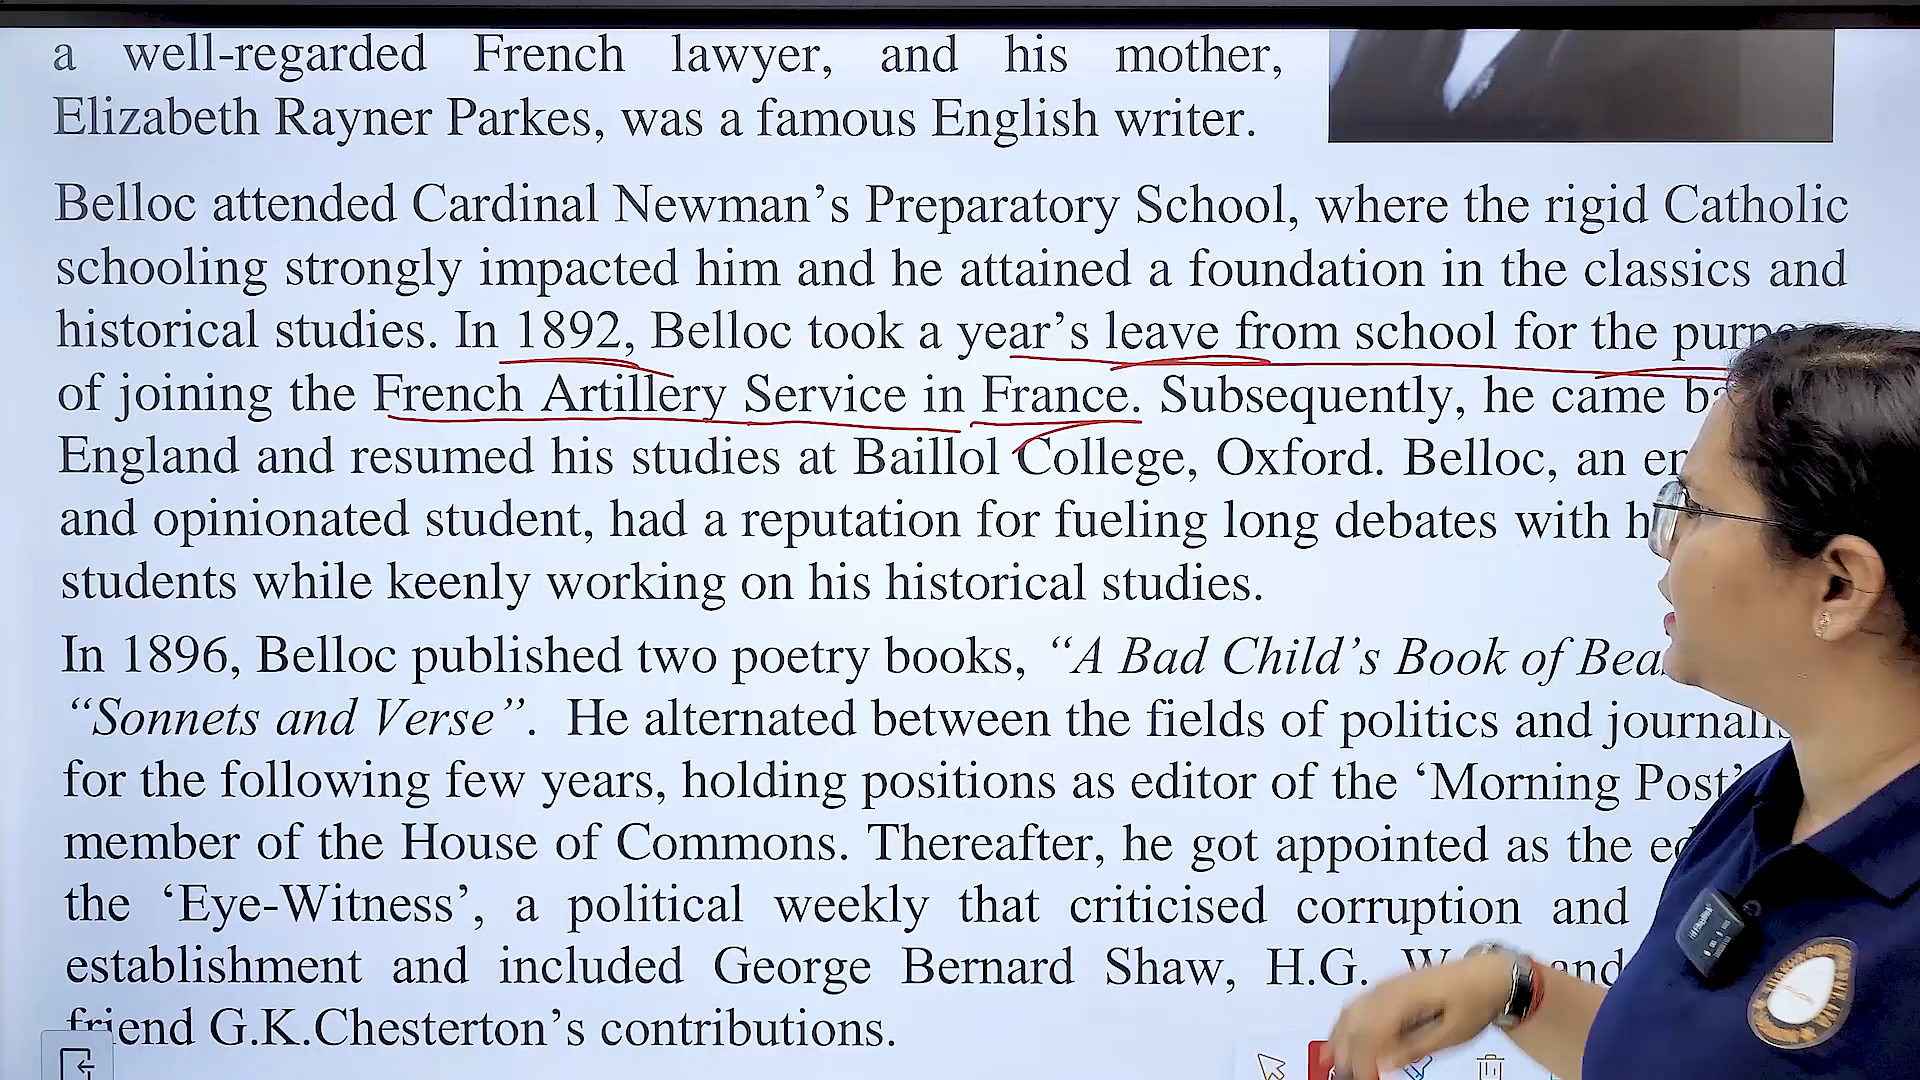 a well-regarded French lawyer, and his mother,
Elizabeth Rayner Parkes, was a famous English writer.
Belloc attended Cardinal Newman’s Preparatory School, where the rigid Catholic
schooling strongly impacted him and he attained a foundation in the classics and
historical studies. In 1892, Belloc took a year’s leave from school for the
of joining the French Artillery Service in France. Subsequently, he came
England and resumed his studies at Baillol College, Oxford. Belloc, an
and opinionated student, had a reputation for fueling long debates with
students while keenly working on his historical studies.
In 1896, Belloc published two poetry books, “A Bad Child’s Book of
“Sonnets and Verse”. He alternated between the fields of politics and
for the following few years, holding positions as editor of the ‘Morning Post’
member of the House of Commons. Thereafter, he got appointed as the
the ‘Eye-Witness’, a political weekly that criticised corruption and
establishment and included George Bernard Shaw, H.G. and
friend G.K.Chesterton’s contributions.